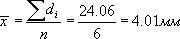 x̄ = ∑dᵢ / n = 24.06 / 6 = 4.01мм